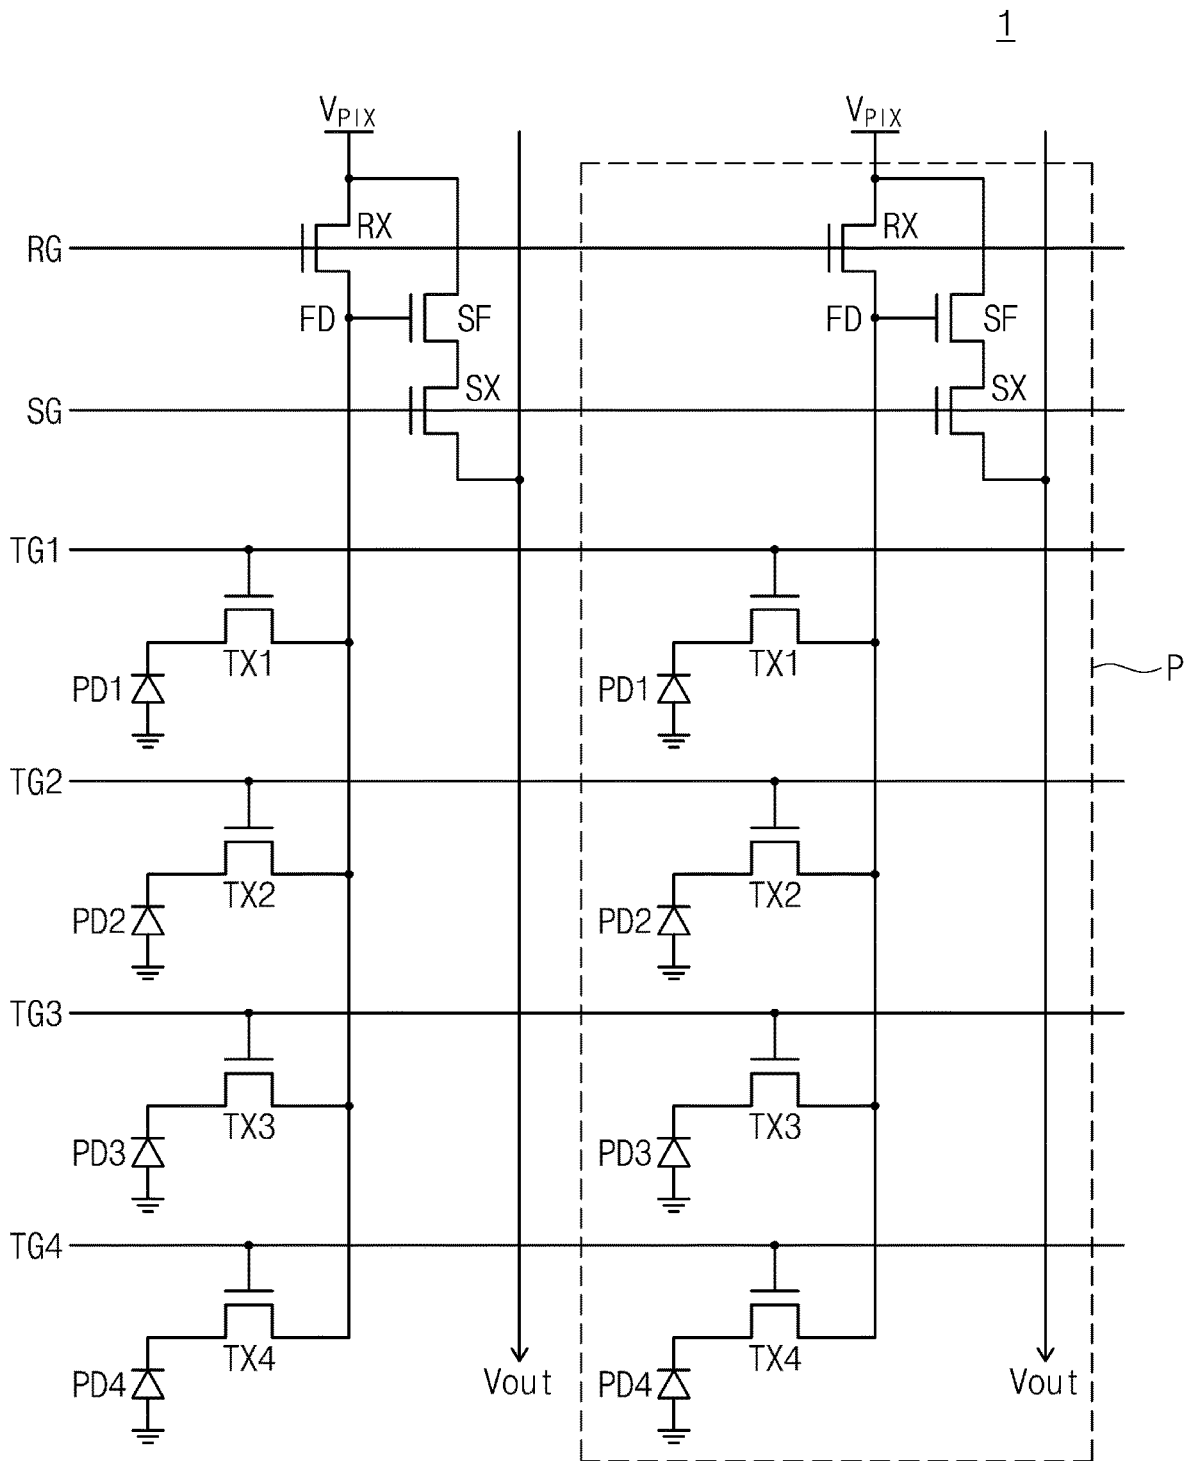 1
VPIX VPIX
RX RX
RG
FD SF FD SF
SX SX
SG
TG1
TX1 TX1
P
PD1 PD1
TG2
TX2 TX2
PD2 PD2
TG3
TX3 TX3
PD3 PD3
TG4
TX4 TX4
PD4 Vout PD4 Vout